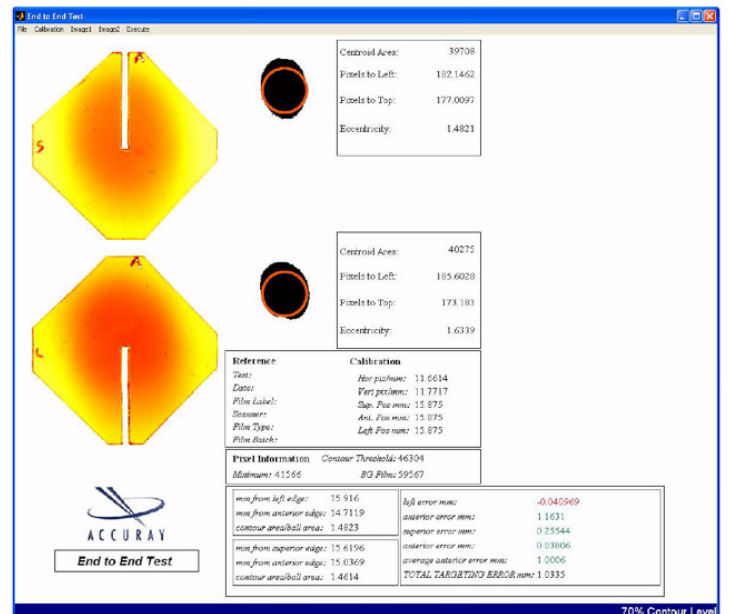 End to End Test
File Calibration Image1 Image2 Execute
A
S
Centroid Area: 39708
Pixels to Left: 182.1462
Pixels to Top: 177.0097
Eccentricity: 1.4821
A
L
Centroid Area: 40275
Pixels to Left: 185.6028
Pixels to Top: 173.183
Eccentricity: 1.6339
Reference Calibration
Test: Hor pix/mm: 11.6614
Date: Vert pix/mm: 11.7717
Film Label: Sup. Pos mm: 15.875
Scanner: Ant. Pos mm: 15.875
Film Type: Left Pos mm: 15.875
Film Batch:
Pixel Information Contour Threshold: 46304
Minimum: 41566 BG Film: 59567
mm from left edge: 15.916
mm from anterior edge: 14.7119
contour area/ball area: 1.4823
mm from superior edge: 15.6196
mm from anterior edge: 15.0369
contour area/ball area: 1.4614
left error mm: -0.040969
anterior error mm: 1.1631
superior error mm: 0.25544
anterior error mm: 0.83806
average anterior error mm: 1.0006
TOTAL TARGETING ERROR mm: 1.0335
ACCURAY
End to End Test
70% Contour Level